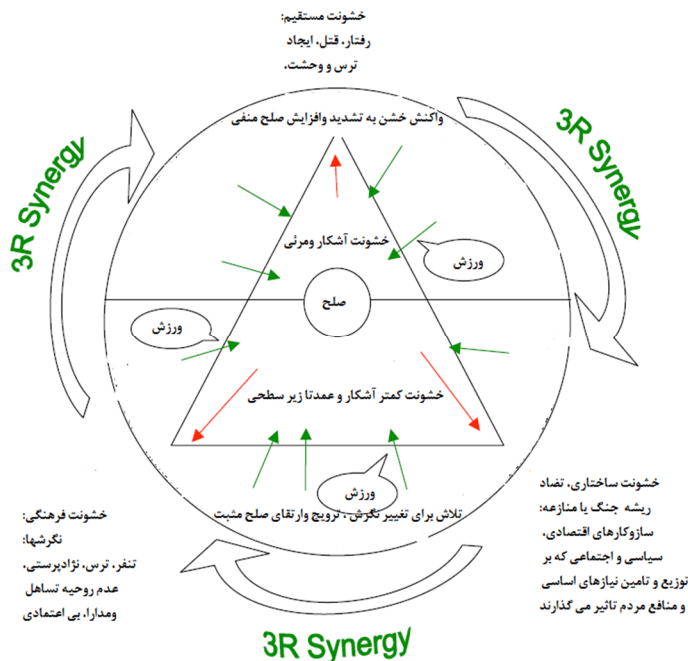 خشونت مستقیم:
رفتار، قتل، ایجاد
ترس و وحشت،
واکنش خشن به تشدید وافزایش صلح منفی
3R Synergy
3R Synergy
خشونت آشکار ومرئی
ورزش
صلح
ورزش
خشونت کمتر آشکار و عمدتا زیر سطحی
ورزش
تلاش برای تغییر نگرش ، ترویج وارتقای صلح مثبت
خشونت ساختاری، تضاد
ریشه جنگ یا منازعه:
سازوکارهای اقتصادی،
سیاسی و اجتماعی که بر
توزیع و تامین نیازهای اساسی
و منافع مردم تاثیر می گذارند
خشونت فرهنگی:
نگرشها:
تنفر، ترس، نژادپرستی،
عدم روحیه تساهل
ومدارا، بی اعتمادی
3R Synergy